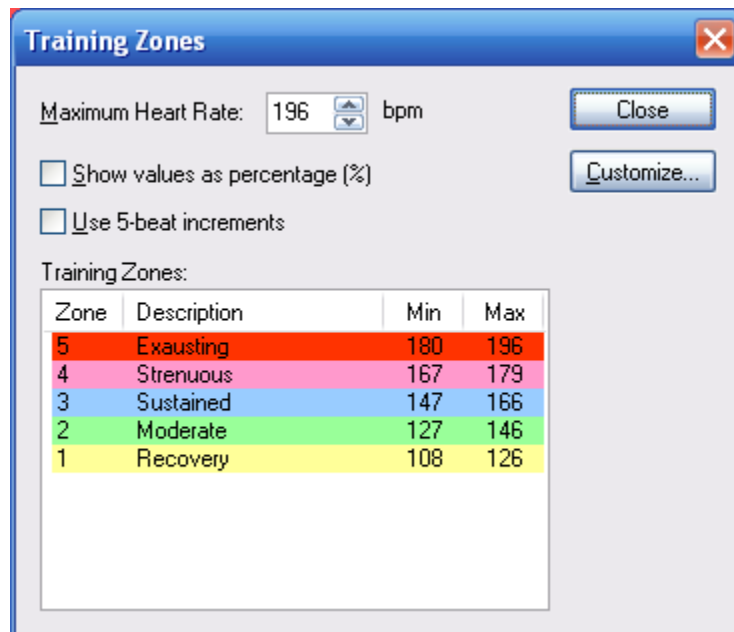 Training Zones
Maximum Heart Rate: 196 bpm
Close
Show values as percentage (%)
Customize...
Use 5-beat increments
Training Zones:
Zone Description Min Max
5 Exausting 180 196
4 Strenuous 167 179
3 Sustained 147 166
2 Moderate 127 146
1 Recovery 108 126